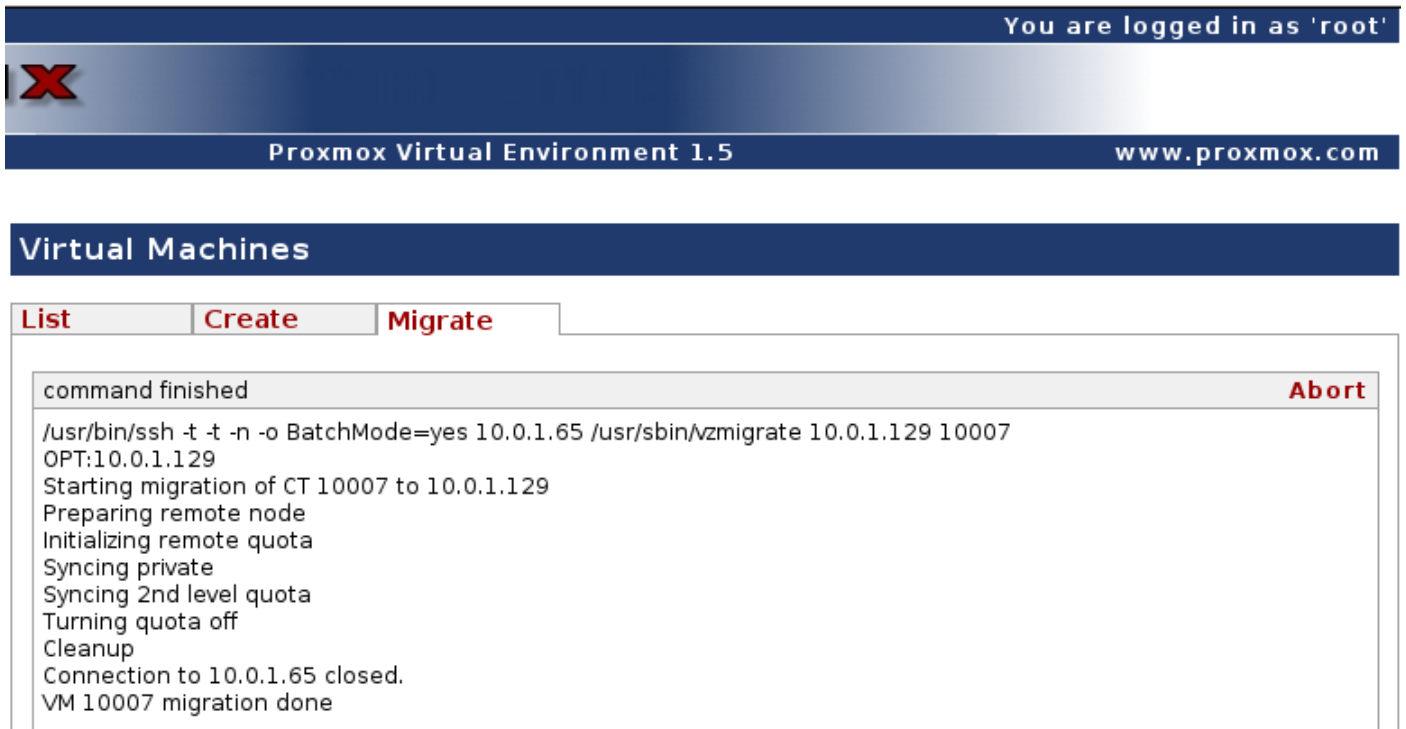 You are logged in as 'root'
x
Proxmox Virtual Environment 1.5 www.proxmox.com
Virtual Machines
List Create Migrate
command finished Abort
/usr/bin/ssh -t -t -n -o BatchMode=yes 10.0.1.65 /usr/sbin/vzmigrate 10.0.1.129 10007
OPT:10.0.1.129
Starting migration of CT 10007 to 10.0.1.129
Preparing remote node
Initializing remote quota
Syncing private
Syncing 2nd level quota
Turning quota off
Cleanup
Connection to 10.0.1.65 closed.
VM 10007 migration done